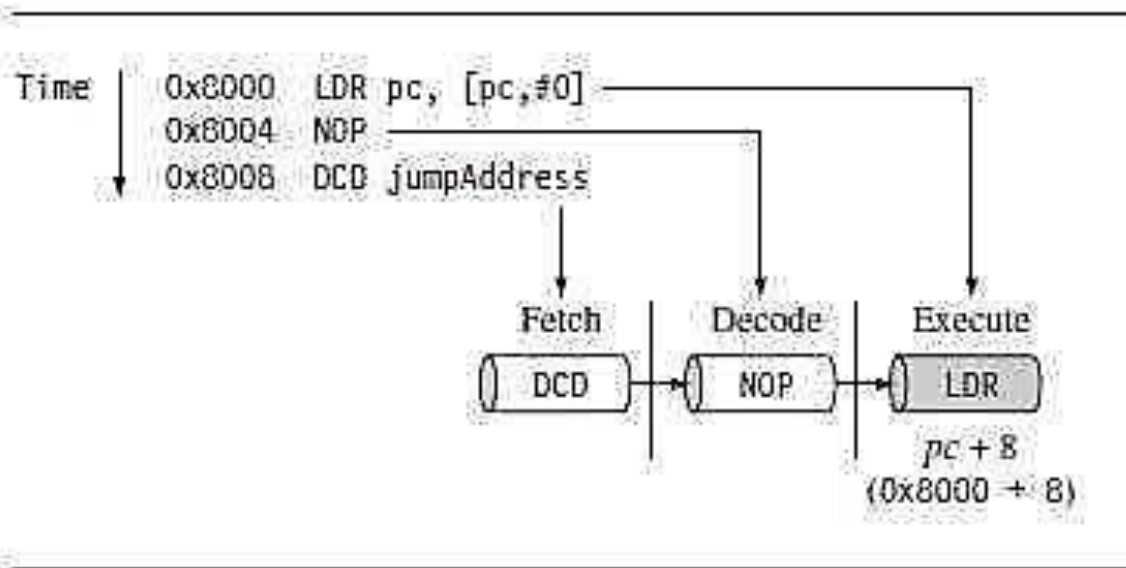 Time
0x8000 LDR pc, [pc,#0]
0x8004 NOP
0x8008 DCD jumpAddress
Fetch Decode Execute
DCD NOP LDR
pc + 8
(0x8000 + 8)